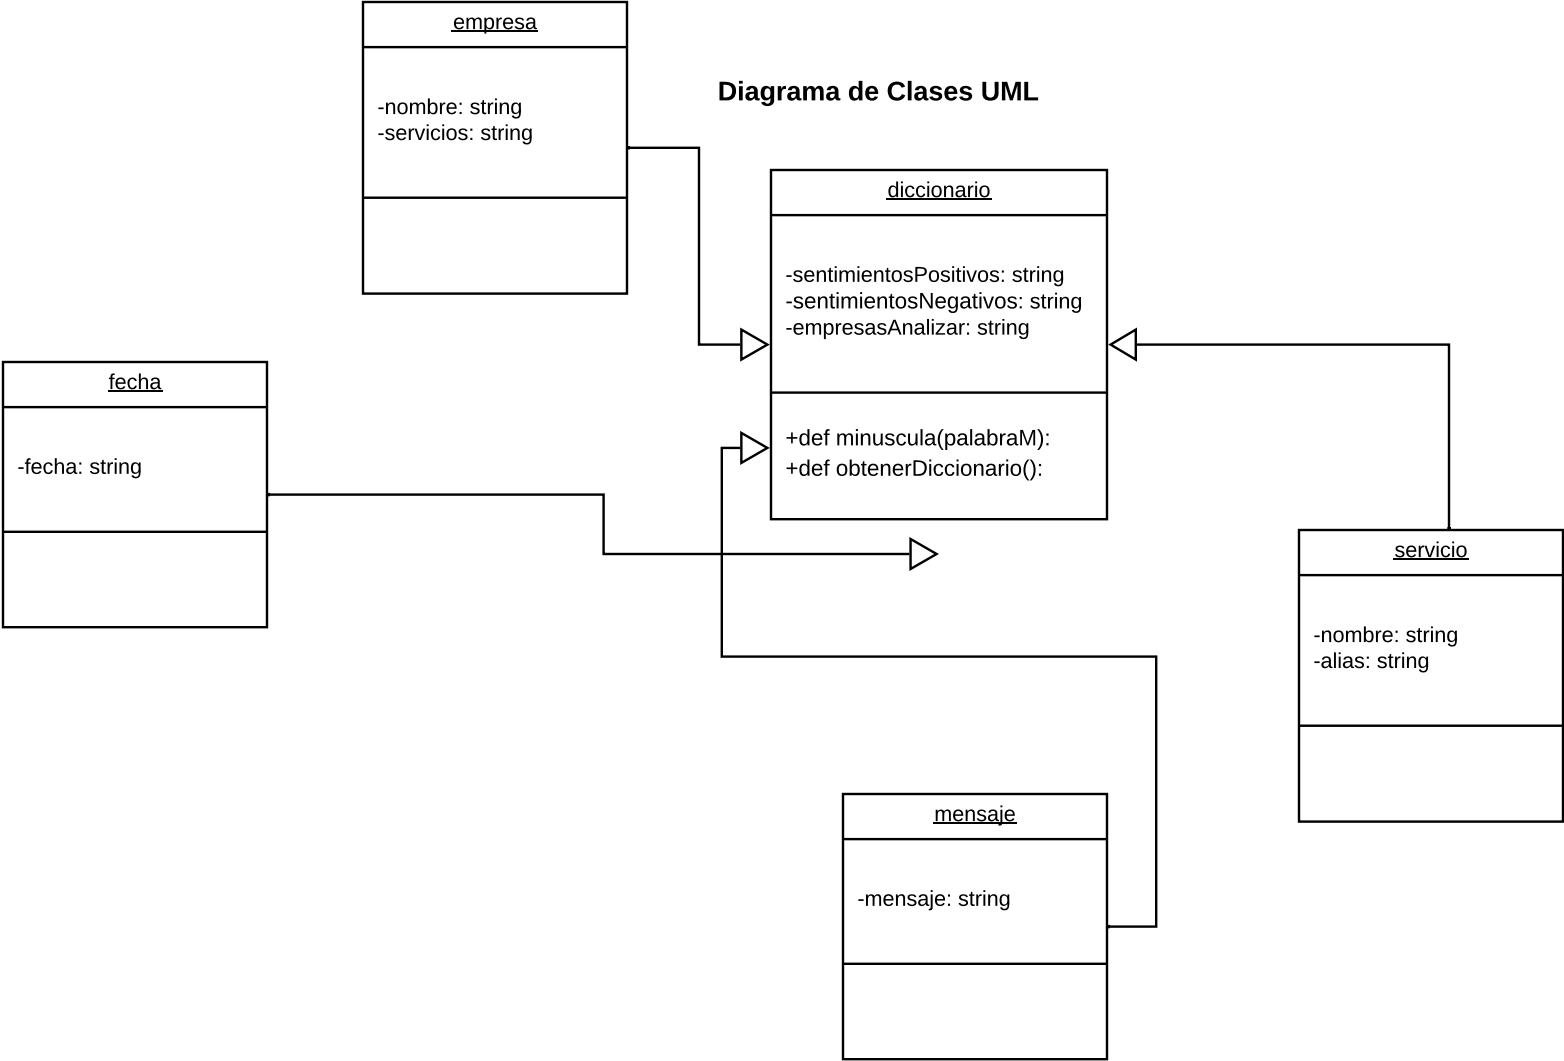 empresa
-nombre: string
-servicios: string
Diagrama de Clases UML
diccionario
-sentimientosPositivos: string
-sentimientosNegativos: string
-empresasAnalizar: string
+def minuscula(palabraM):
+def obtenerDiccionario():
fecha
-fecha: string
servicio
-nombre: string
-alias: string
mensaje
-mensaje: string